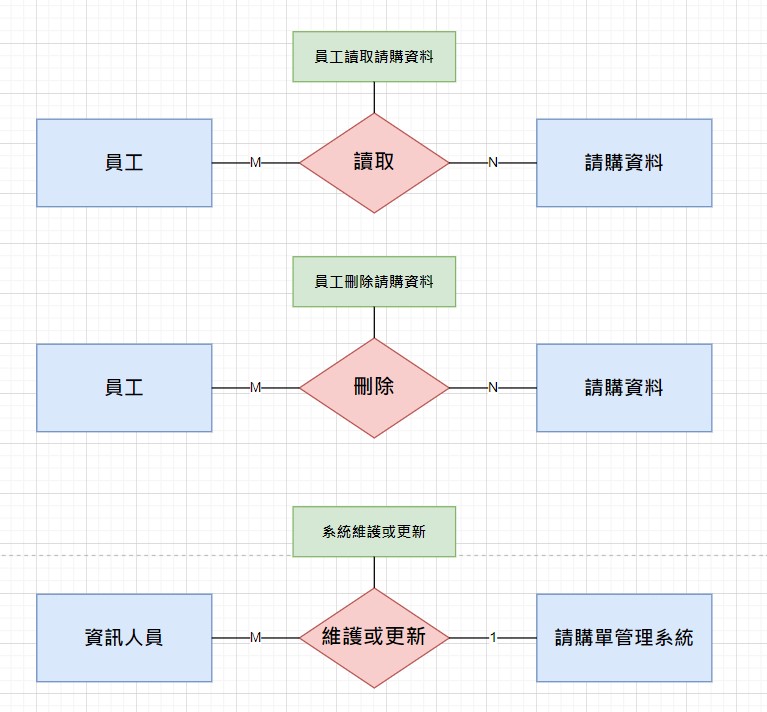 員工讀取請購資料
員工
M
讀取
N
請購資料
員工刪除請購資料
員工
M
刪除
N
請購資料
系統維護或更新
資訊人員
M
維護或更新
1
請購單管理系統